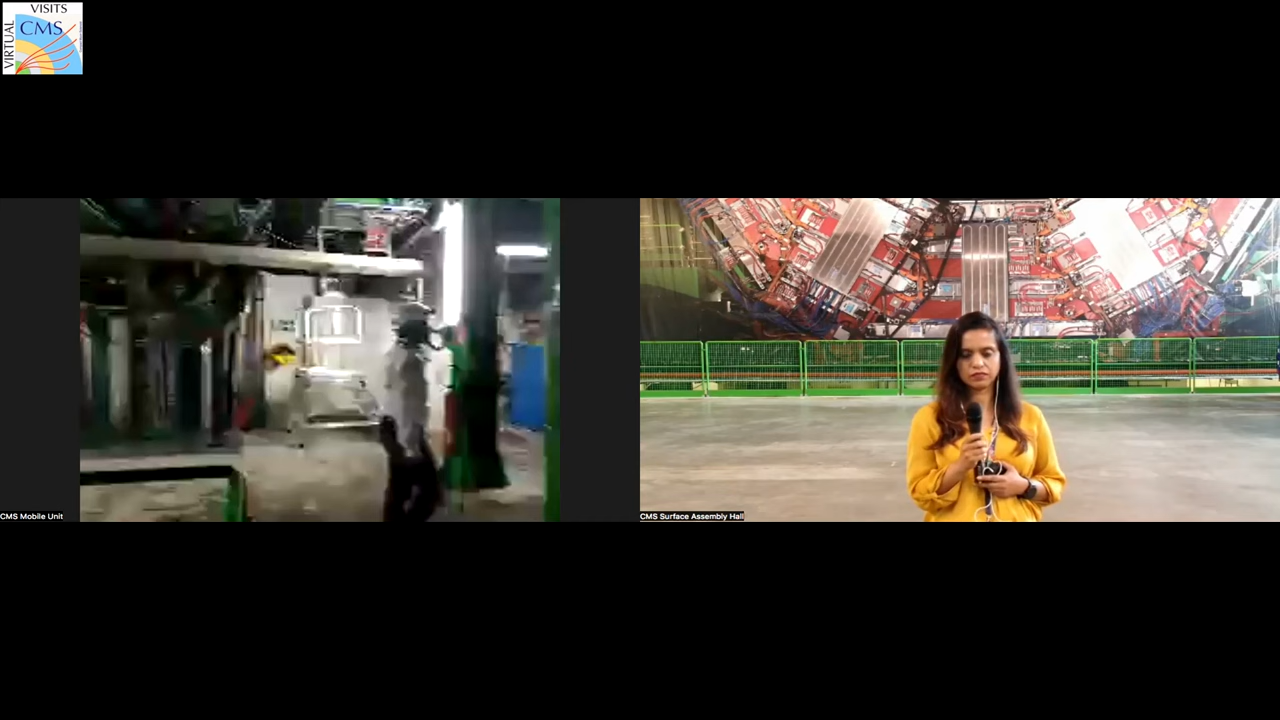 VISITS
CMS
VIRTUAL
CMS Mobile Unit
CMS Surface Assembly Hall